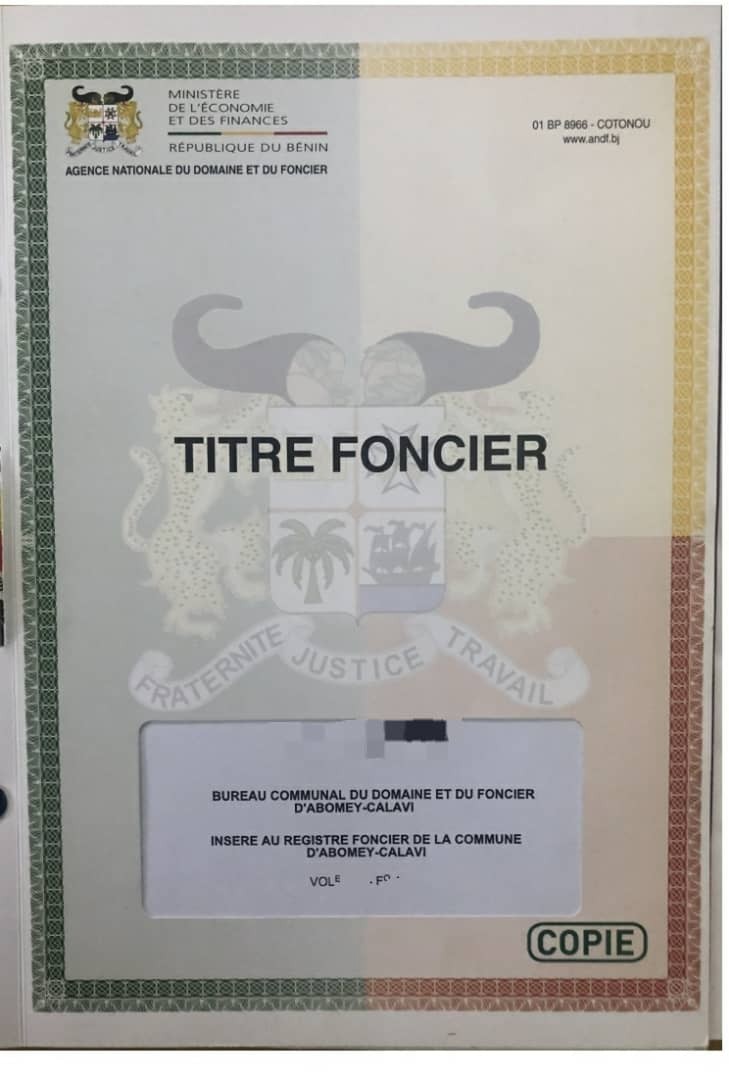 MINISTÈRE
DE L'ÉCONOMIE
ET DES FINANCES
RÉPUBLIQUE DU BÉNIN
AGENCE NATIONALE DU DOMAINE ET DU FONCIER
01 BP 8966 - COTONOU
www.andf.bj
TITRE FONCIER
FRATERNITE JUSTICE TRAVAIL
BUREAU COMMUNAL DU DOMAINE ET DU FONCIER
D'ABOMEY-CALAVI
INSERE AU REGISTRE FONCIER DE LA COMMUNE
D'ABOMEY-CALAVI
COPIE